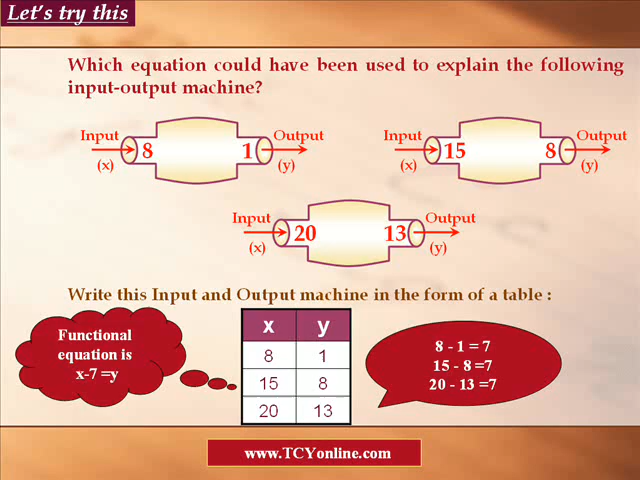 Let's try this
Which equation could have been used to explain the following
input-output machine?
Input Output
8 1
(x) (y)
Input Output
15 8
(x) (y)
Input Output
20 13
(x) (y)
Write this Input and Output machine in the form of a table :
Functional
equation is
x-7 =y
x y
8 1
15 8
20 13
8 - 1 = 7
15 - 8 =7
20 - 13 =7
www.TCYonline.com